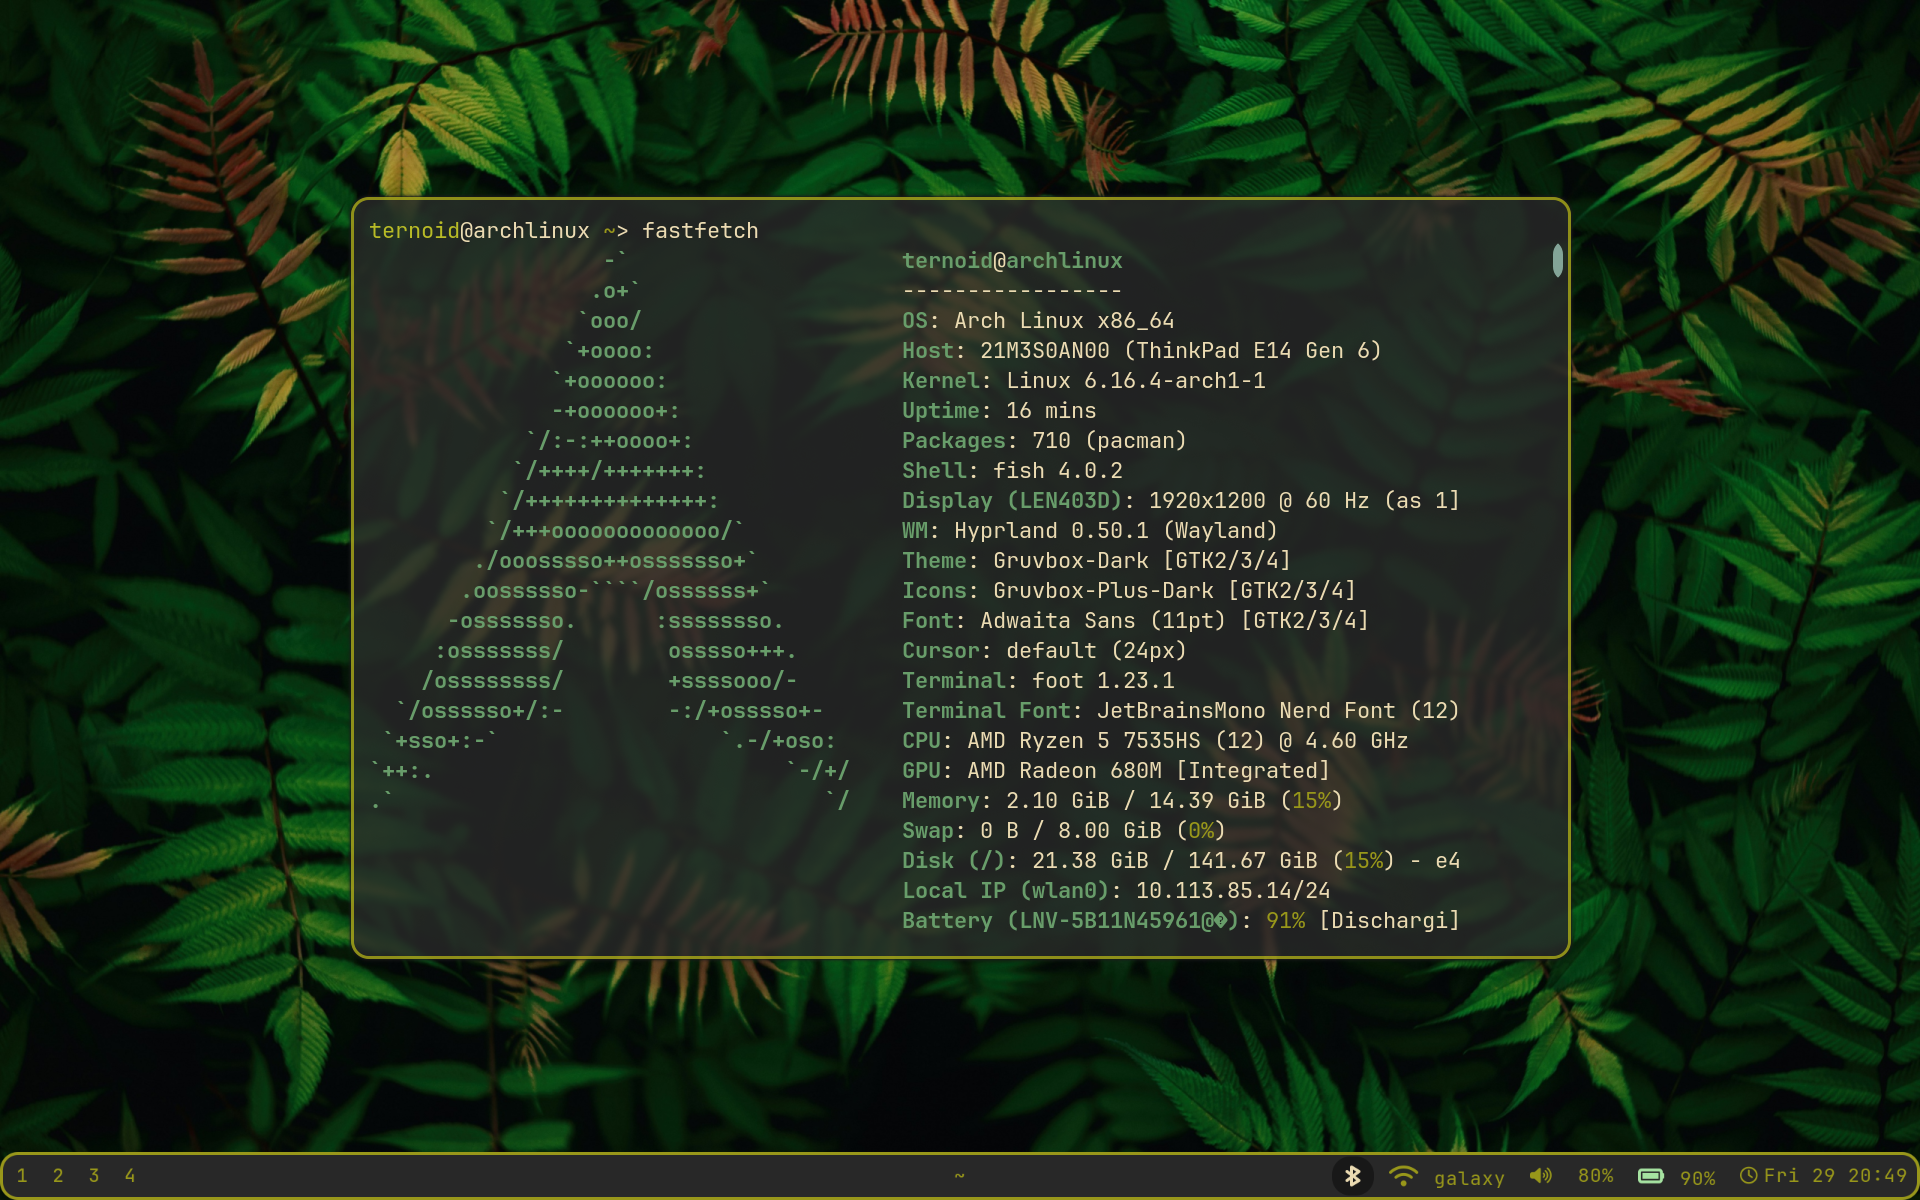 ternoid@archlinux ~> fastfetch
                  -`                     ternoid@archlinux
                 .o+`                    -----------------
                `ooo/                    OS: Arch Linux x86_64
               `+oooo:                   Host: 21M3S0AN00 (ThinkPad E14 Gen 6)
              `+oooooo:                  Kernel: Linux 6.16.4-arch1-1
              -+oooooo+:                 Uptime: 16 mins
            `/:-:++oooo+:                Packages: 710 (pacman)
           `/++++/+++++++:               Shell: fish 4.0.2
          `/++++++++++++++:              Display (LEN403D): 1920x1200 @ 60 Hz (as 1]
         `/+++ooooooooooooo/`            WM: Hyprland 0.50.1 (Wayland)
        ./ooosssso++osssssso+`           Theme: Gruvbox-Dark [GTK2/3/4]
       .oossssso-````/ossssss+`          Icons: Gruvbox-Plus-Dark [GTK2/3/4]
      -osssssso.      :ssssssso.         Font: Adwaita Sans (11pt) [GTK2/3/4]
     :osssssss/        osssso+++.        Cursor: default (24px)
    /ossssssss/        +ssssooo/-        Terminal: foot 1.23.1
  `/ossssso+/:-        -:/+osssso+-      Terminal Font: JetBrainsMono Nerd Font (12)
 `+sso+:-`                 `.-/+oso:     CPU: AMD Ryzen 5 7535HS (12) @ 4.60 GHz
`++:.                           `-/+/    GPU: AMD Radeon 680M [Integrated]
.`                                 `/    Memory: 2.10 GiB / 14.39 GiB (15%)
                                         Swap: 0 B / 8.00 GiB (0%)
                                         Disk (/): 21.38 GiB / 141.67 GiB (15%) - e4
                                         Local IP (wlan0): 10.113.85.14/24
                                         Battery (LNV-5B11N45961@�): 91% [Dischargi]
1 2 3 4 ~ galaxy 80% 90% Fri 29 20:49